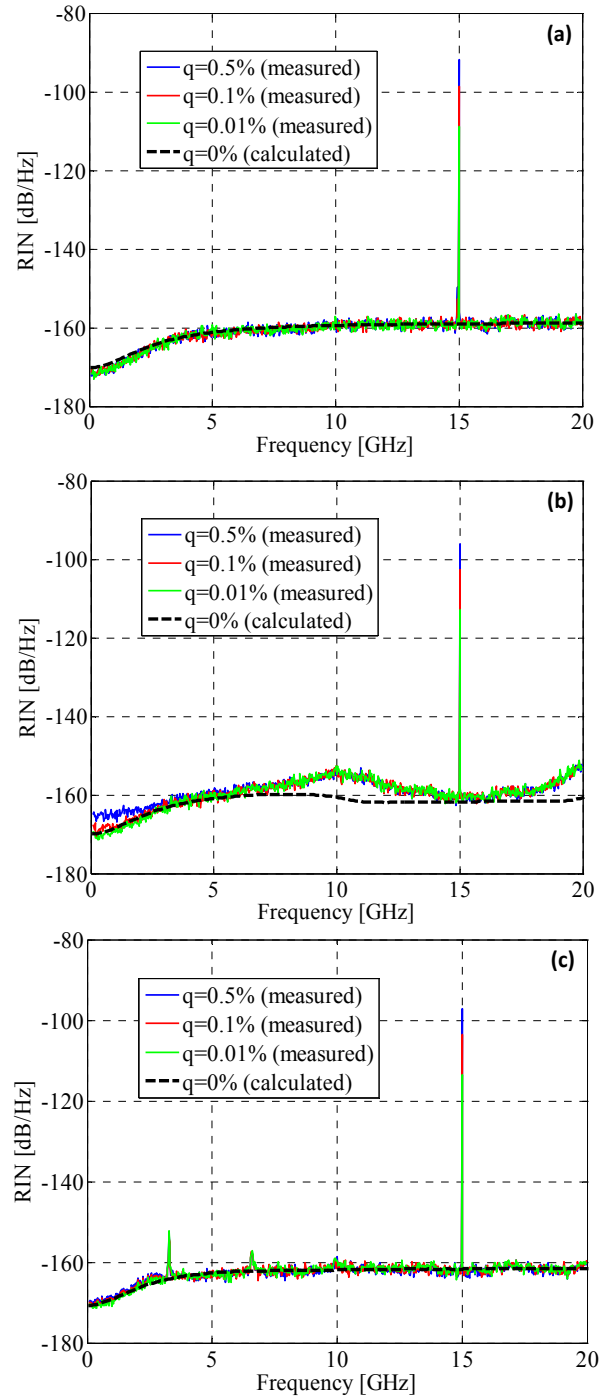 (a)
q=0.5% (measured)
q=0.1% (measured)
q=0.01% (measured)
q=0% (calculated)
RIN [dB/Hz]
-80
-100
-120
-140
-160
-180
0 5 10 15 20
Frequency [GHz]
(b)
q=0.5% (measured)
q=0.1% (measured)
q=0.01% (measured)
q=0% (calculated)
RIN [dB/Hz]
-80
-100
-120
-140
-160
-180
0 5 10 15 20
Frequency [GHz]
(c)
q=0.5% (measured)
q=0.1% (measured)
q=0.01% (measured)
q=0% (calculated)
RIN [dB/Hz]
-80
-100
-120
-140
-160
-180
0 5 10 15 20
Frequency [GHz]